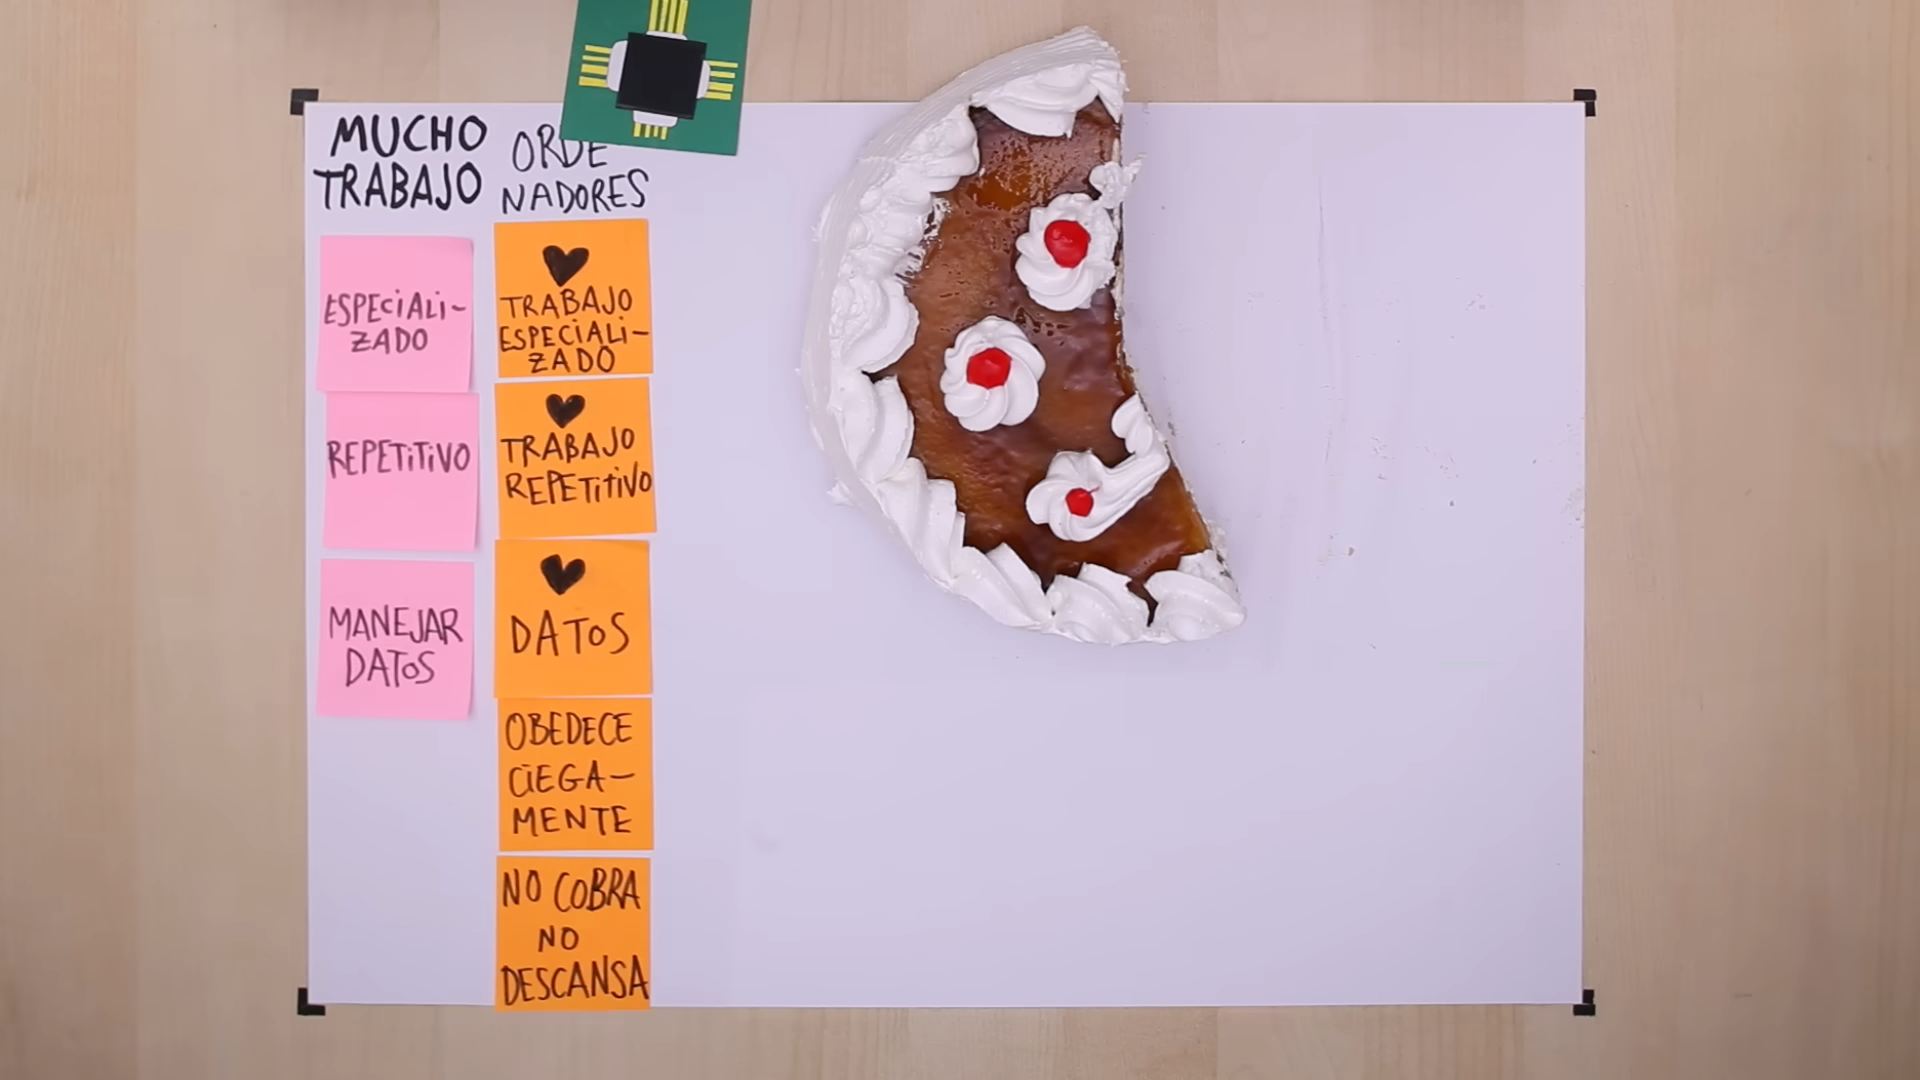 MUCHO
TRABAJO
ESPECIALI-
ZADO
REPETITIVO
MANEJAR
DATOS
ORDE
NADORES
TRABAJO
ESPECIALI-
ZADO
TRABAJO
REPETITIVO
DATOS
OBEDECE
CIEGA-
MENTE
NO COBRA
NO
DESCANSA